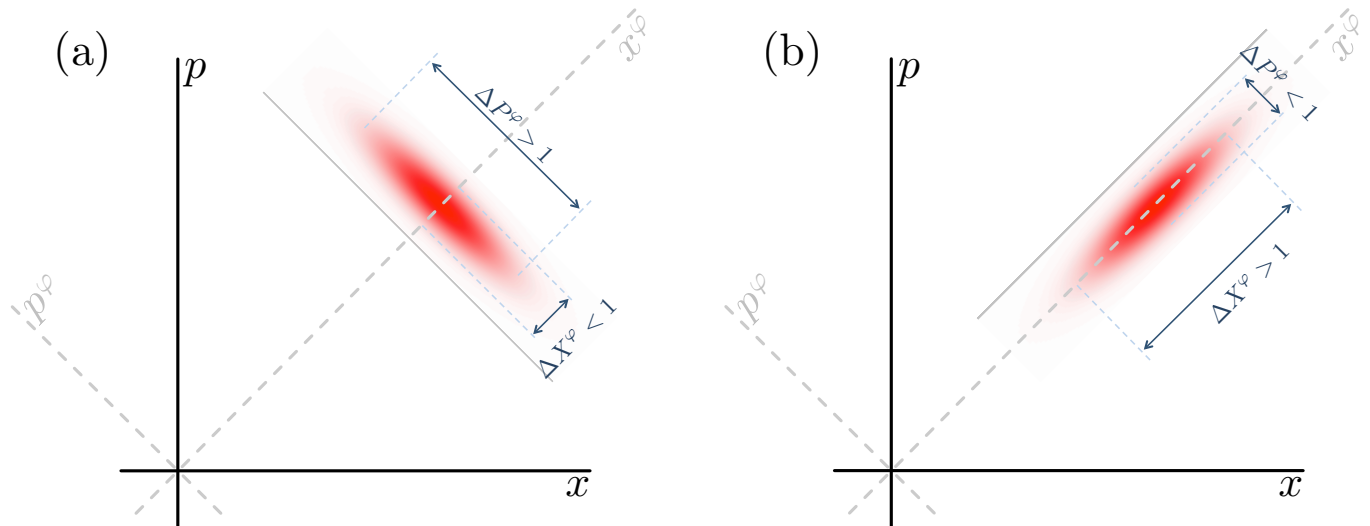 (a)
p
x^φ
ΔP^φ > 1
p^φ
ΔX^φ < 1
x
(b)
p
x^φ
ΔP^φ < 1
p^φ
ΔX^φ > 1
x